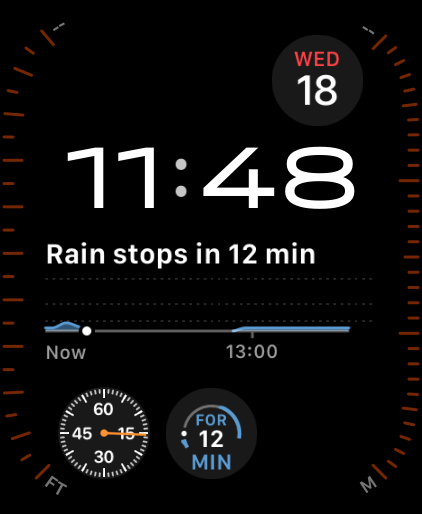 --
--
WED
18
11:48
Rain stops in 12 min
Now
13:00
60
45
15
30
FOR
12
MIN
FT
M